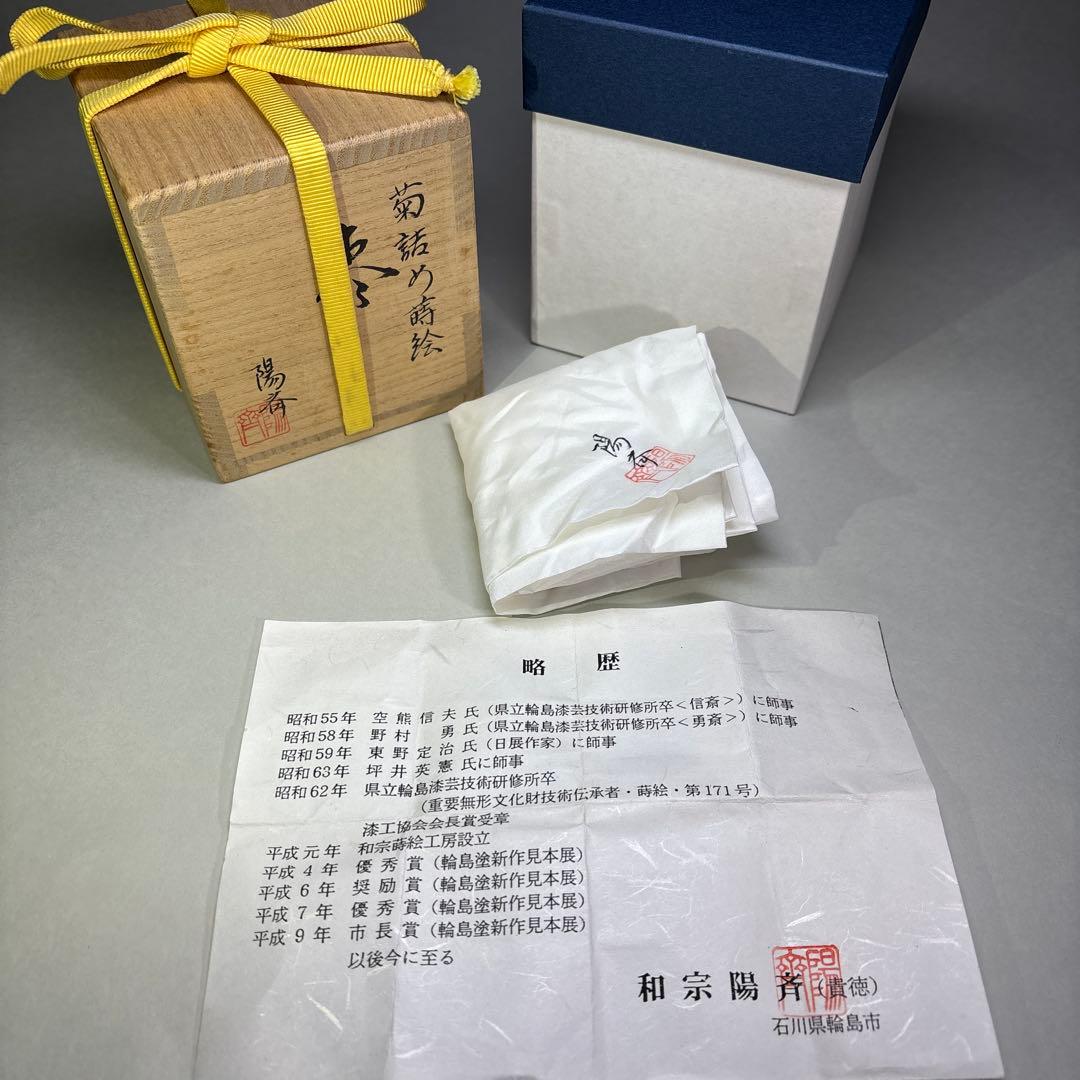 菊詰め蒔絵
棗
陽斎
陽斎
略 歴
昭和55年 空熊信夫氏（県立輪島漆芸技術研修所卒＜信斎＞）に師事
昭和58年 野村 勇氏（県立輪島漆芸技術研修所卒＜勇斎＞）に師事
昭和59年 東野定治氏（日展作家）に師事
昭和63年 坪井英憲氏に師事
昭和62年 県立輪島漆芸技術研修所卒
（重要無形文化財技術伝承者・蒔絵・第171号）
漆工協会会長賞受章
平成元年 和宗蒔絵工房設立
平成4年 優秀賞（輪島塗新作見本展）
平成6年 奨励賞（輪島塗新作見本展）
平成7年 優秀賞（輪島塗新作見本展）
平成9年 市長賞（輪島塗新作見本展）
以後今に至る
和宗陽斉（貴徳）
石川県輪島市